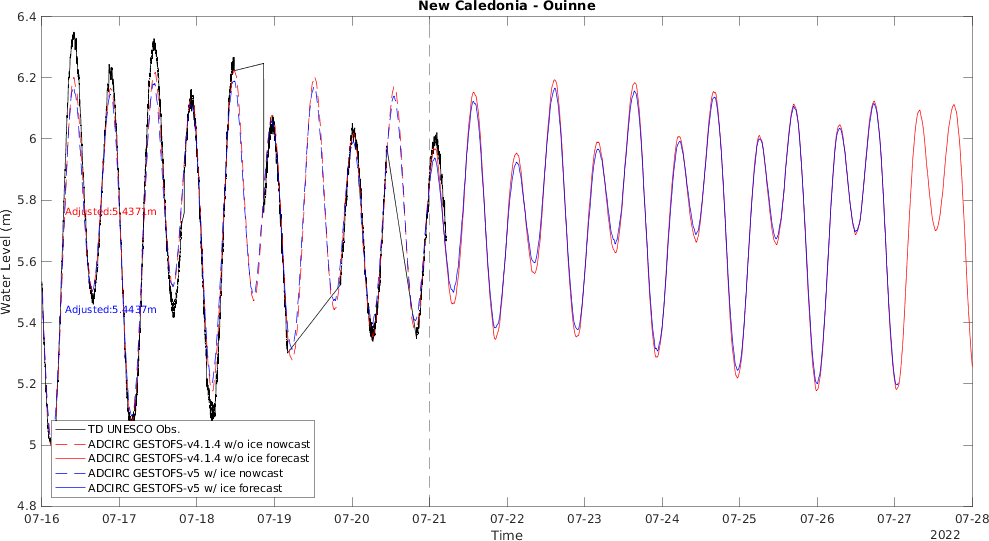 New Caledonia - Ouinne
Water Level (m)
6.4
6.2
6
5.8
5.6
5.4
5.2
5
4.8
Adjusted:5.4371m
Adjusted:5.4437m
TD UNESCO Obs.
ADCIRC GESTOFS-v4.1.4 w/o ice nowcast
ADCIRC GESTOFS-v4.1.4 w/o ice forecast
ADCIRC GESTOFS-v5 w/ ice nowcast
ADCIRC GESTOFS-v5 w/ ice forecast
07-16 07-17 07-18 07-19 07-20 07-21 07-22 07-23 07-24 07-25 07-26 07-27 07-28
Time
2022